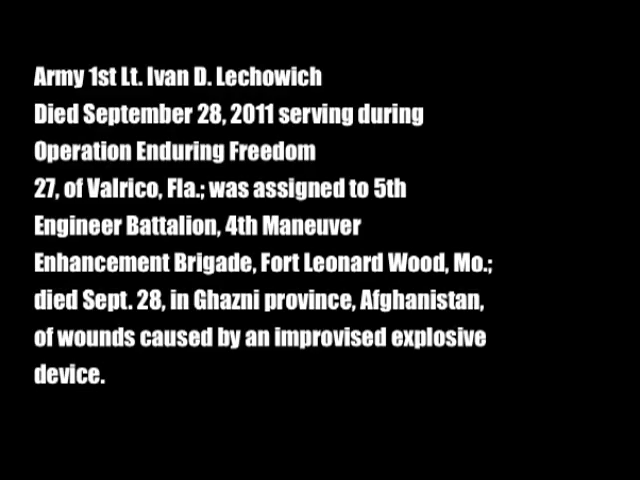 Army 1st Lt. Ivan D. Lechowich
Died September 28, 2011 serving during
Operation Enduring Freedom
27, of Valrico, Fla.; was assigned to 5th
Engineer Battalion, 4th Maneuver
Enhancement Brigade, Fort Leonard Wood, Mo.;
died Sept. 28, in Ghazni province, Afghanistan,
of wounds caused by an improvised explosive
device.